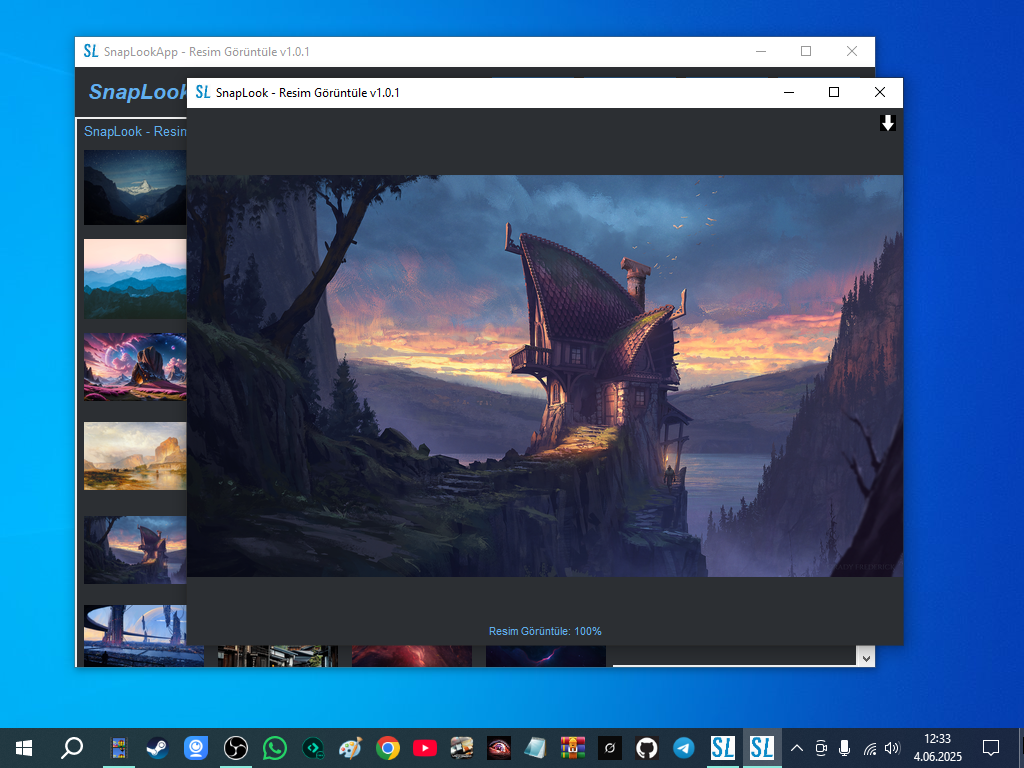 SL SnapLookApp - Resim Görüntüle v1.0.1
SnapLook
SL SnapLook - Resim Görüntüle v1.0.1
SnapLook - Resin
Resim Görüntüle: 100%
SL SL
12:33
4.06.2025